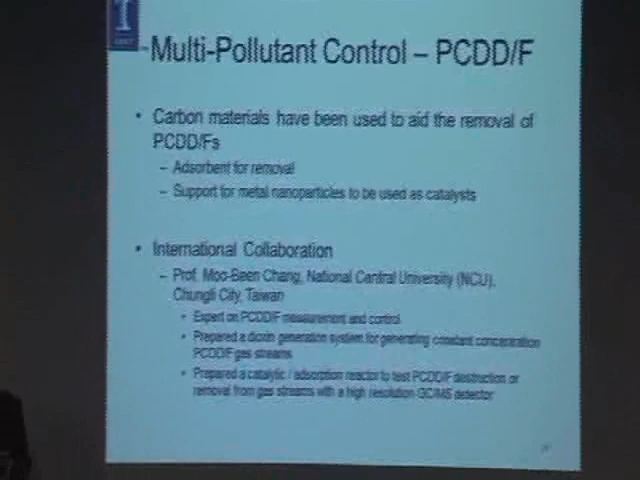 Multi-Pollutant Control – PCDD/F
• Carbon materials have been used to aid the removal of
PCDD/Fs
– Adsorbent for removal
– Support for metal nanoparticles to be used as catalysts
• International Collaboration
– Prof. Moo-Been Chang, National Central University (NCU),
Chungli City, Taiwan
• Expert on PCDD/F measurement and control
• Prepared a dioxin generation system for generating constant concentration
PCDD/F gas streams
• Prepared a catalytic / adsorption reactor to test PCDD/F destruction or
removal from gas streams with a high resolution GC/MS detector